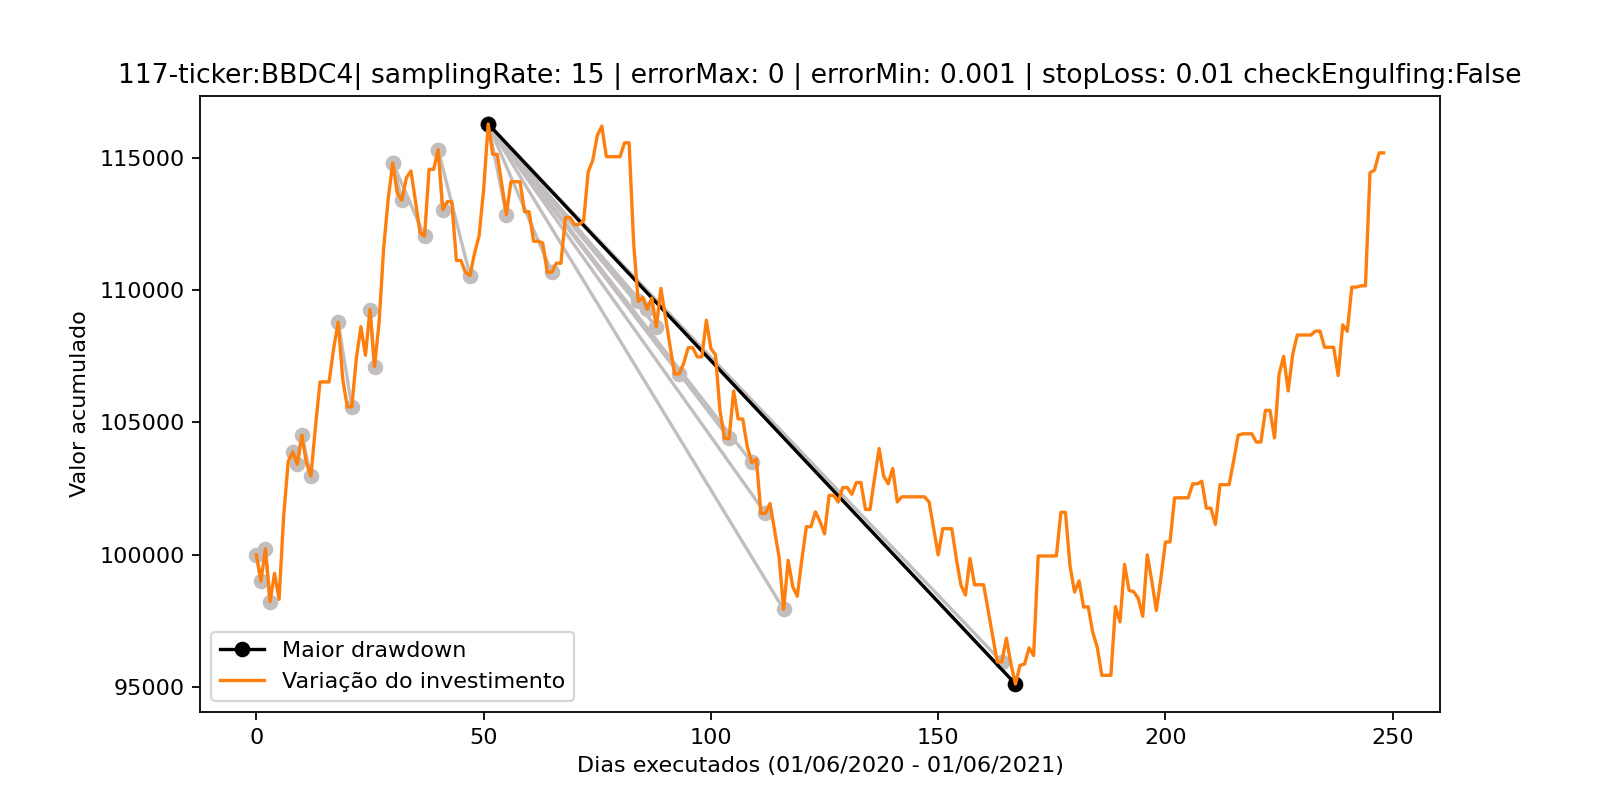 117-ticker:BBDC4| samplingRate: 15 | errorMax: 0 | errorMin: 0.001 | stopLoss: 0.01 checkEngulfing:False
Valor acumulado
115000
110000
105000
100000
95000
Maior drawdown
Variação do investimento
0 50 100 150 200 250
Dias executados (01/06/2020 - 01/06/2021)